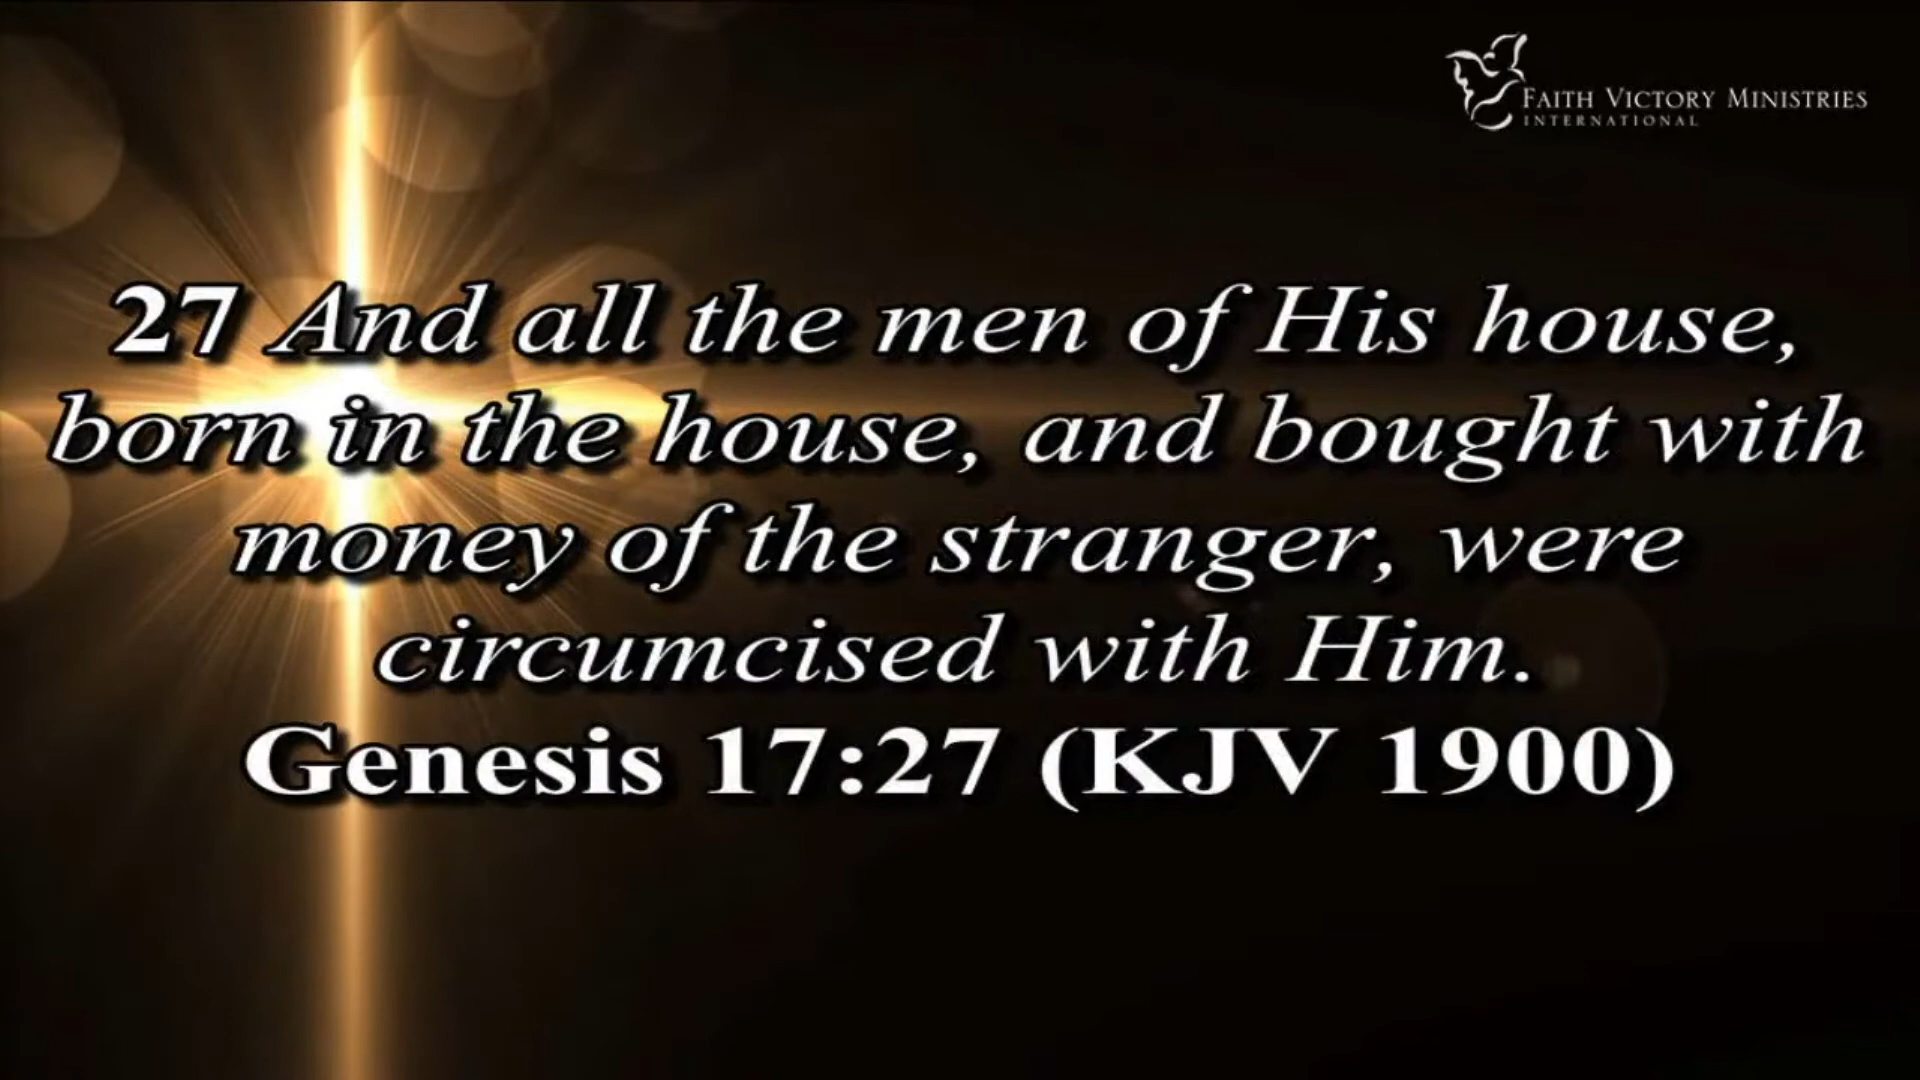 FAITH VICTORY MINISTRIES
INTERNATIONAL
27 And all the men of His house,
born in the house, and bought with
money of the stranger, were
circumcised with Him.
Genesis 17:27 (KJV 1900)